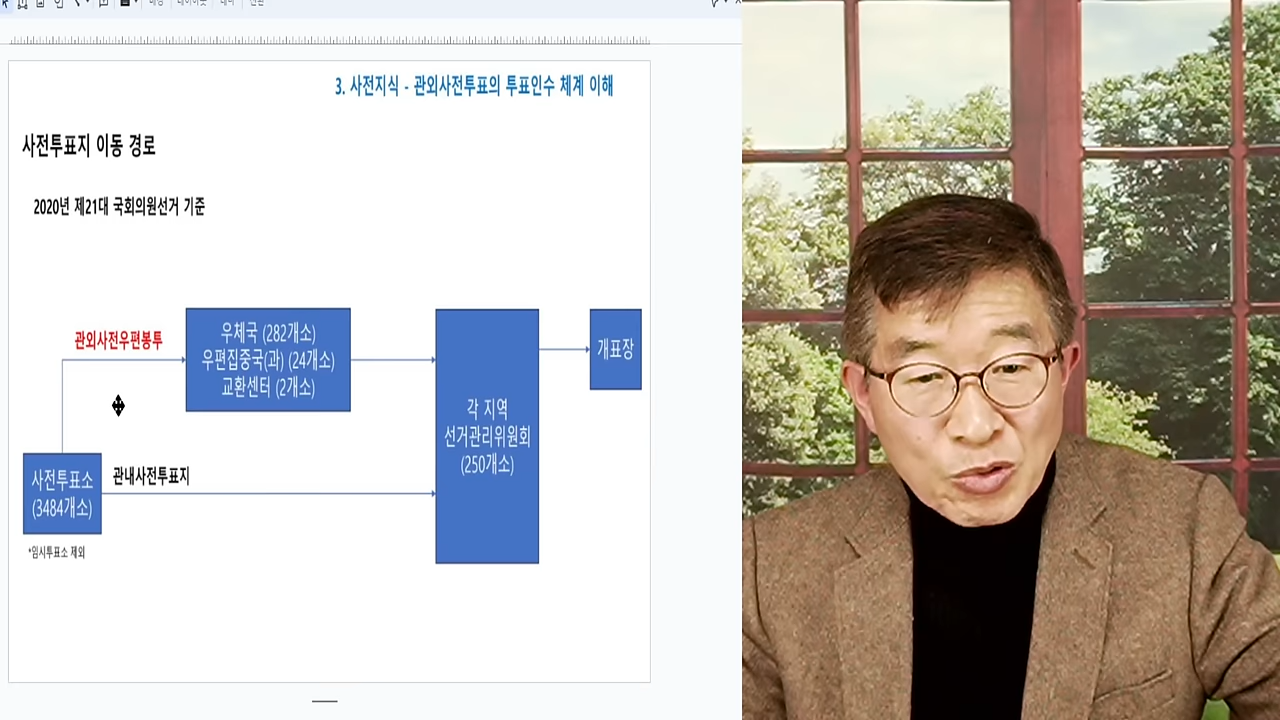 3. 사전지식 - 관외사전투표의 투표인수 체계 이해
사전투표지 이동 경로
2020년 제21대 국회의원선거 기준
관외사전우편봉투
우체국 (282개소)
우편집중국(과) (24개소)
교환센터 (2개소)
개표장
각 지역
선거관리위원회
(250개소)
사전투표소
(3484개소)
관내사전투표지
*임시투표소 제외